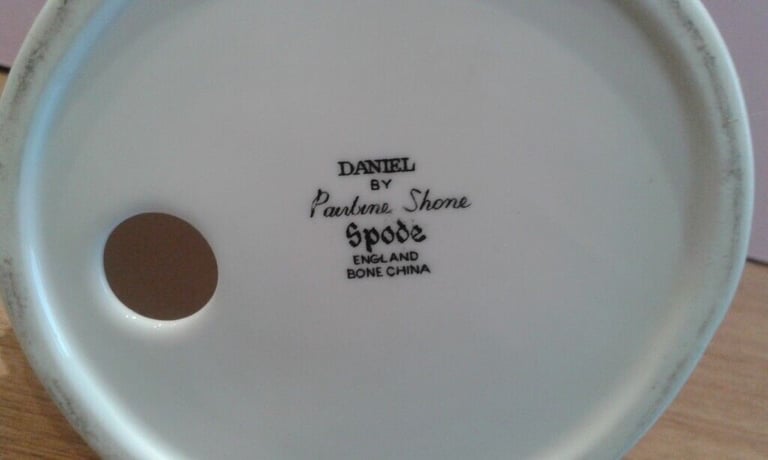 DANIEL
BY
Pauline Shone
Spode
ENGLAND
BONE CHINA